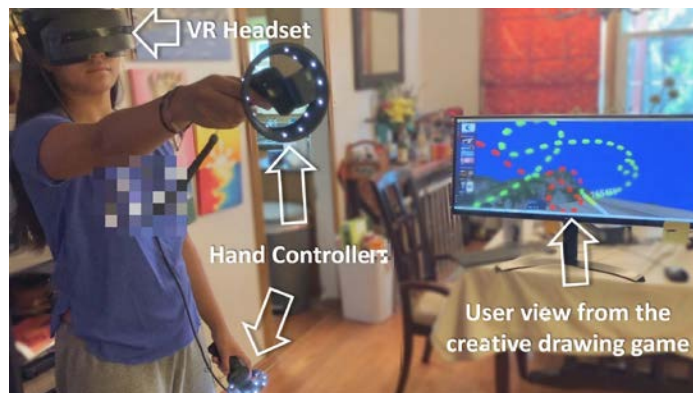 VR Headset
Hand Controllers
User view from the
creative drawing game